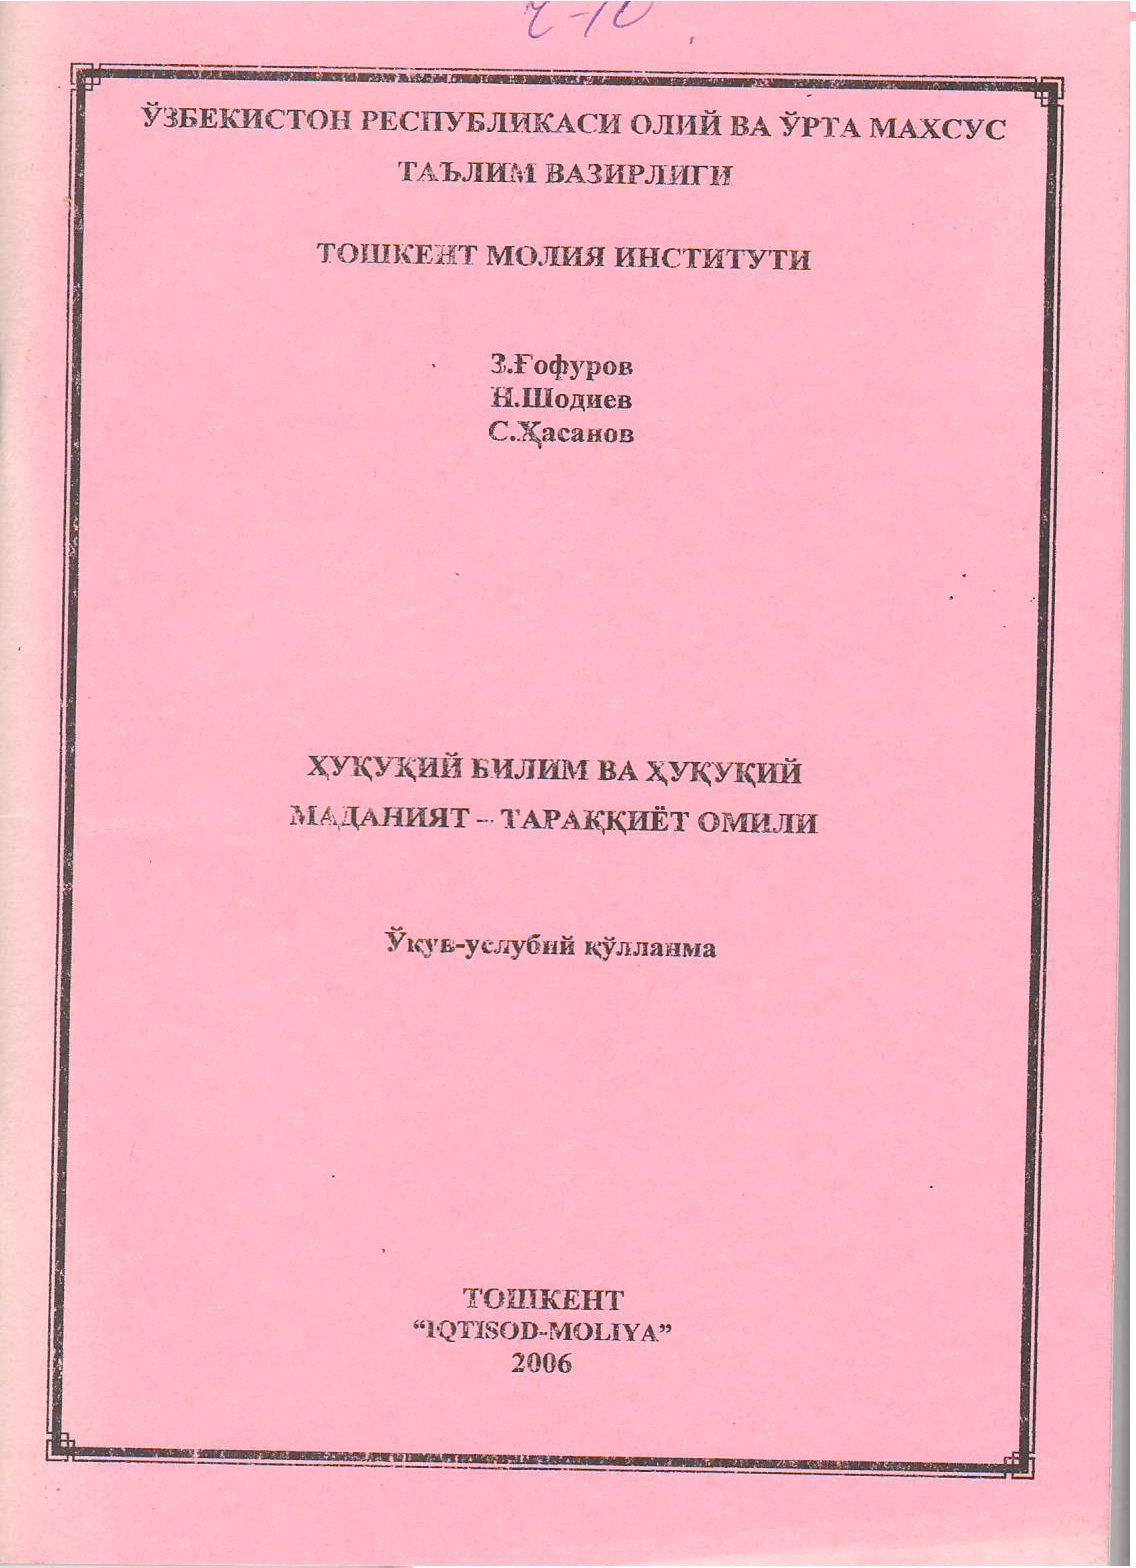 ЎЗБЕКИСТОН РЕСПУБЛИКАСИ ОЛИЙ ВА ЎРТА МАХСУС
ТАЪЛИМ ВАЗИРЛИГИ
ТОШКЕНТ МОЛИЯ ИНСТИТУТИ
З.Ғофуров
Н.Шодиев
С.Ҳасанов
ҲУҚУҚИЙ БИЛИМ ВА ҲУҚУҚИЙ
МАДАНИЯТ – ТАРАҚҚИЁТ ОМИЛИ
Ўқув-услубий қўлланма
ТОШКЕНТ
“IQTISOD-MOLIYA”
2006